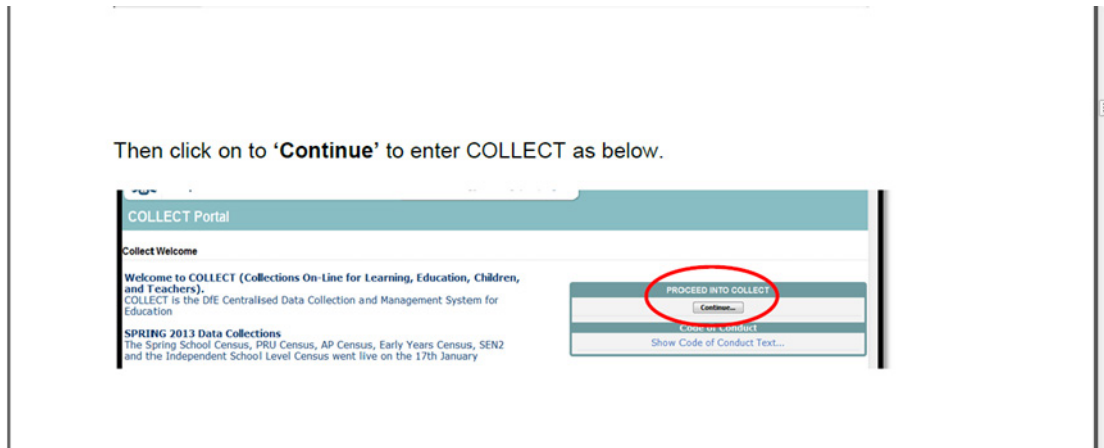 Then click on to ‘Continue’ to enter COLLECT as below.
COLLECT Portal
Collect Welcome
Welcome to COLLECT (Collections On-Line for Learning, Education, Children,
and Teachers).
COLLECT is the DfE Centralised Data Collection and Management System for
Education
SPRING 2013 Data Collections
The Spring School Census, PRU Census, AP Census, Early Years Census, SEN2
and the Independent School Level Census went live on the 17th January
PROCEED INTO COLLECT
Continue...
Code of Conduct
Show Code of Conduct Text...